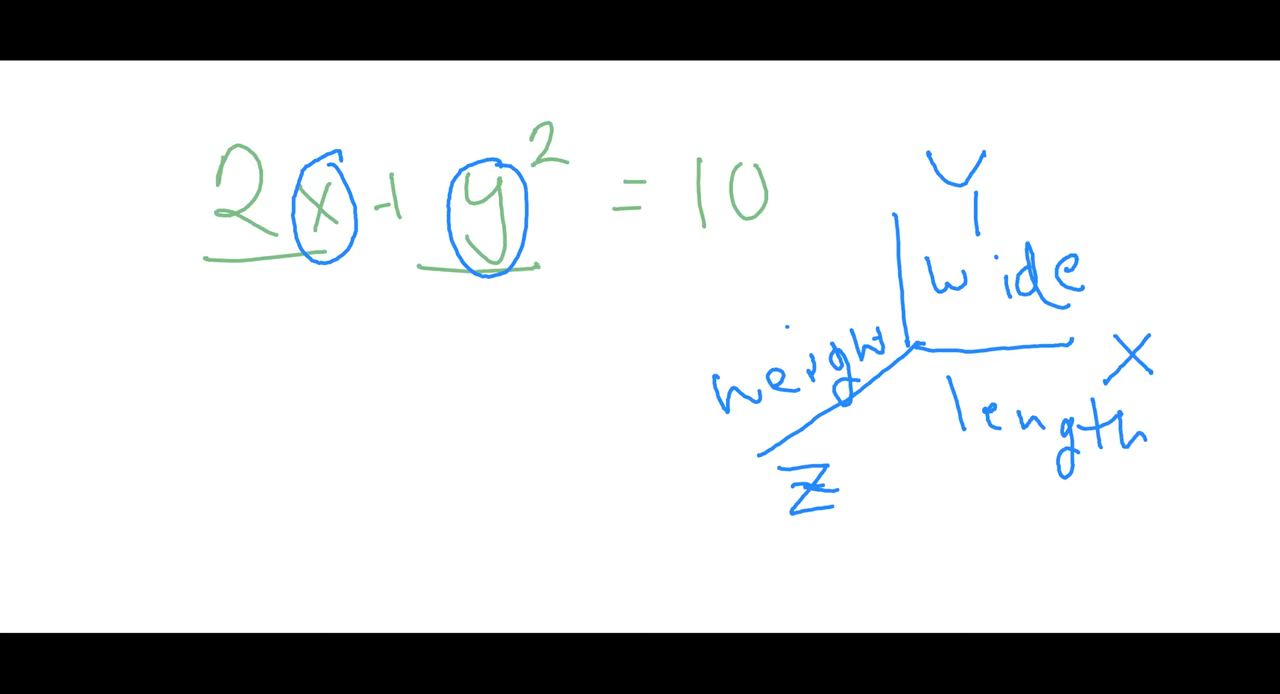 2x + y² = 10
Y
wide
height
X
length
Z